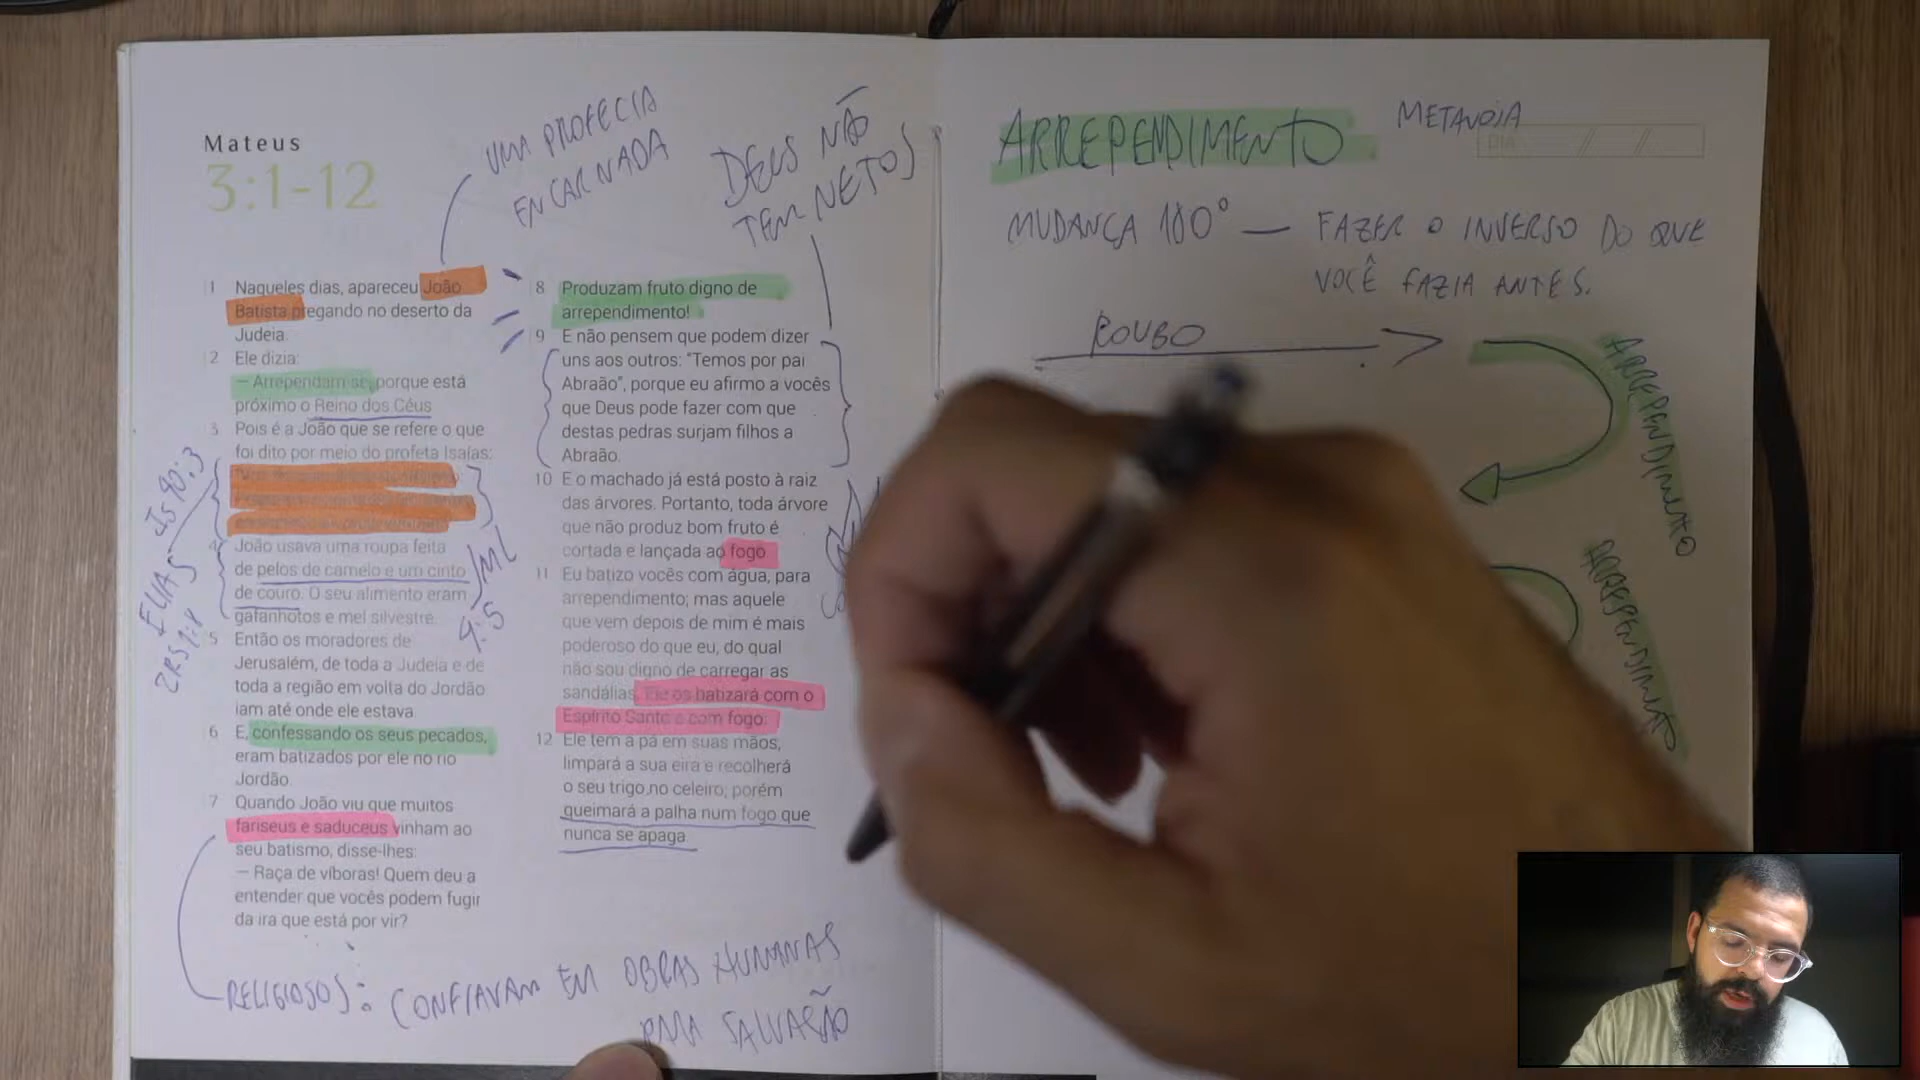 Mateus
3:1-12
UMA PROFECIA
ENCARNADA
DEUS NÃO
TEM NETOS
1 Naqueles dias, apareceu João
Batista pregando no deserto da
Judeia.
2 Ele dizia:
— Arrependam-se, porque está
próximo o Reino dos Céus
3 Pois é a João que se refere o que
foi dito por meio do profeta Isaías:
4 João usava uma roupa feita
de pelos de camelo e um cinto
de couro. O seu alimento eram
gafanhotos e mel silvestre.
5 Então os moradores de
Jerusalém, de toda a Judeia e de
toda a região em volta do Jordão
iam até onde ele estava.
6 E, confessando os seus pecados,
eram batizados por ele no rio
Jordão.
7 Quando João viu que muitos
fariseus e saduceus vinham ao
seu batismo, disse-lhes:
— Raça de víboras! Quem deu a
entender que vocês podem fugir
da ira que está por vir?
Is 40:3
ELIAS
2RS 1:8
ML
4:5
8 Produzam fruto digno de
arrependimento!
9 E não pensem que podem dizer
uns aos outros: "Temos por pai
Abraão", porque eu afirmo a vocês
que Deus pode fazer com que
destas pedras surjam filhos a
Abraão.
10 E o machado já está posto à raiz
das árvores. Portanto, toda árvore
que não produz bom fruto é
cortada e lançada ao fogo
11 Eu batizo vocês com água, para
arrependimento; mas aquele
que vem depois de mim é mais
poderoso do que eu, do qual
não sou digno de carregar as
sandálias. Ele os batizará com o
Espírito Santo e com fogo.
12 Ele tem a pá em suas mãos,
limpará a sua eira e recolherá
o seu trigo no celeiro; porém
queimará a palha num fogo que
nunca se apaga.
RELIGIOSOS: CONFIAVAM EM OBRAS HUMANAS
PARA SALVAÇÃO
ARREPENDIMENTO METANOIA
DIA / /
MUDANÇA 180° — FAZER O INVERSO DO QUE
VOCÊ FAZIA ANTES.
ROUBO
ARREPENDIMENTO
ARREPENDIMENTO